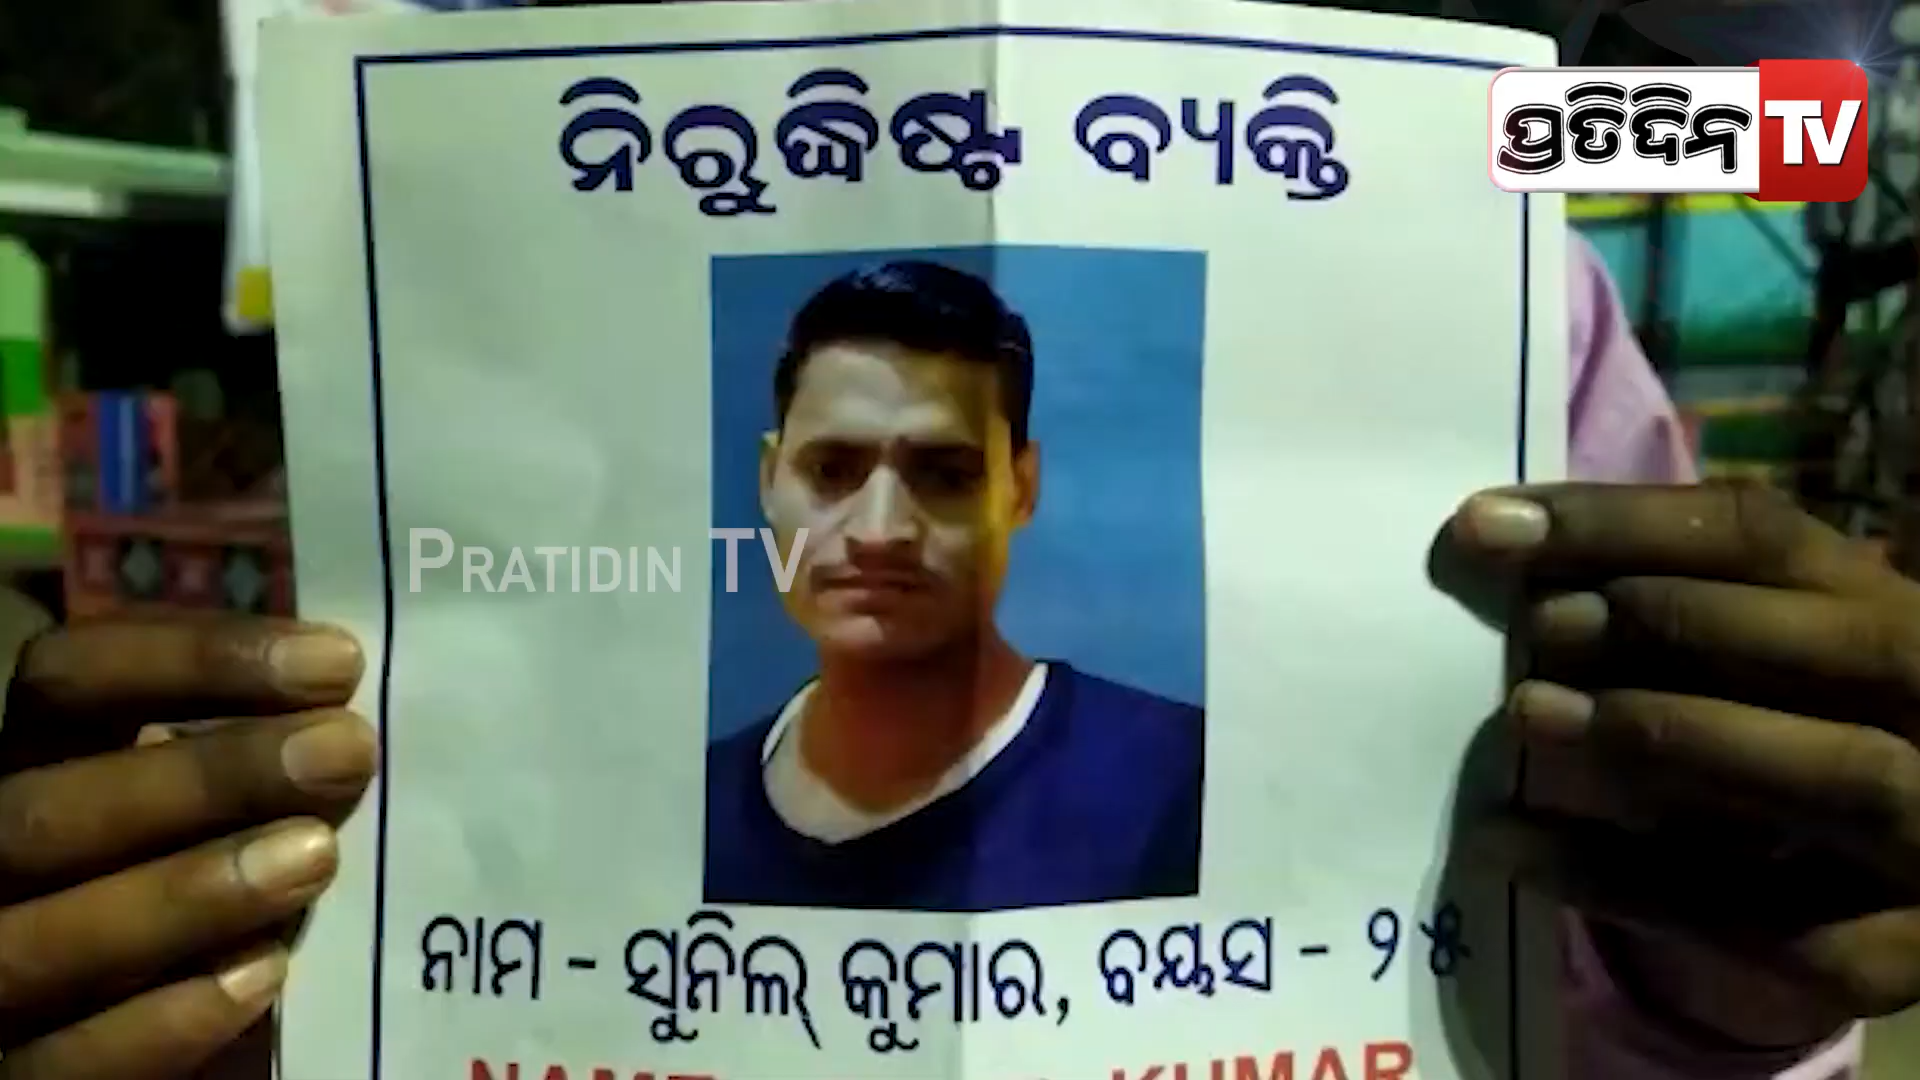 ନିରୁଦ୍ଧିଷ୍ଟ ବ୍ୟକ୍ତି
ପ୍ରତିଦିନ TV
PRATIDIN TV
ନାମ - ସୁନିଲ୍ କୁମାର, ବୟସ - ୨୫
KUMAR